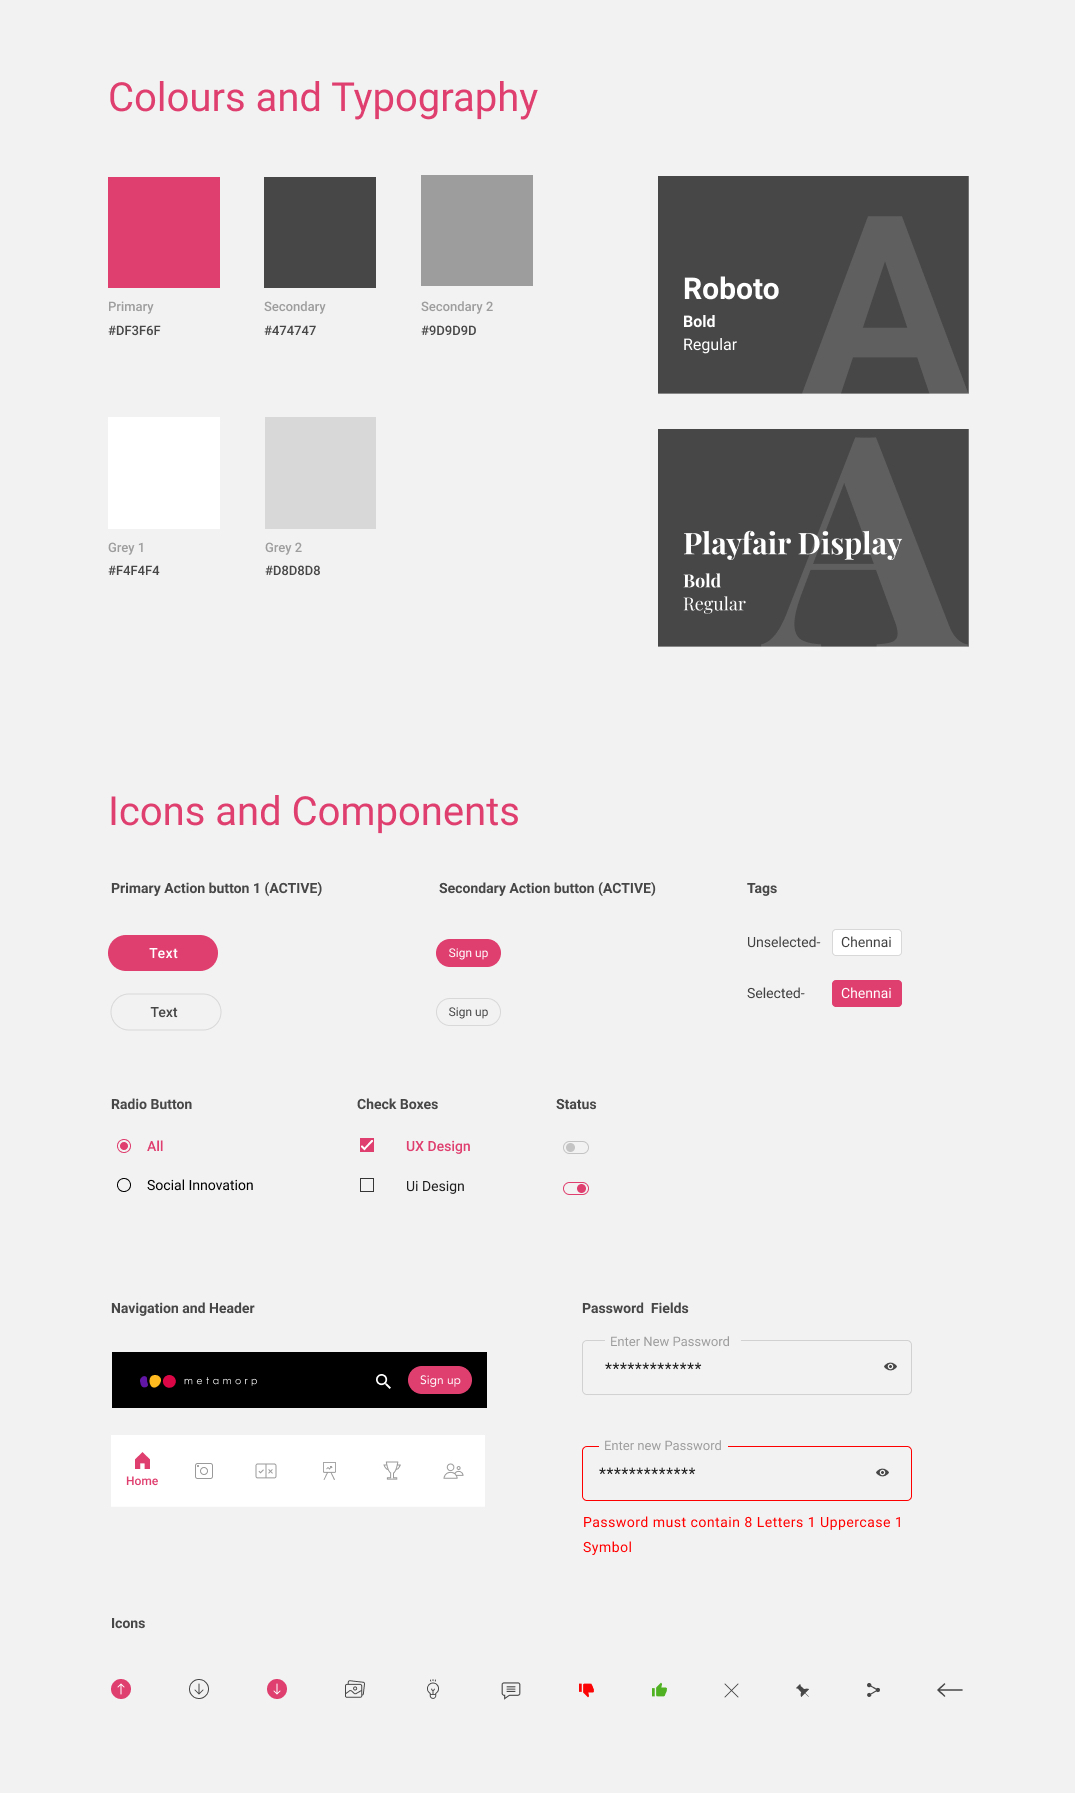 Colours and Typography
Primary
#DF3F6F
Secondary
#474747
Secondary 2
#9D9D9D
A
Roboto
Bold
Regular
Grey 1
#F4F4F4
Grey 2
#D8D8D8
A
Playfair Display
Bold
Regular
Icons and Components
Primary Action button 1 (ACTIVE)
Text
Text
Secondary Action button (ACTIVE)
Sign up
Sign up
Tags
Unselected- Chennai
Selected- Chennai
Radio Button
All
Social Innovation
Check Boxes
UX Design
Ui Design
Status
Navigation and Header
metamorp Sign up
Home
Password Fields
Enter New Password
*************
Enter new Password
*************
Password must contain 8 Letters 1 Uppercase 1
Symbol
Icons